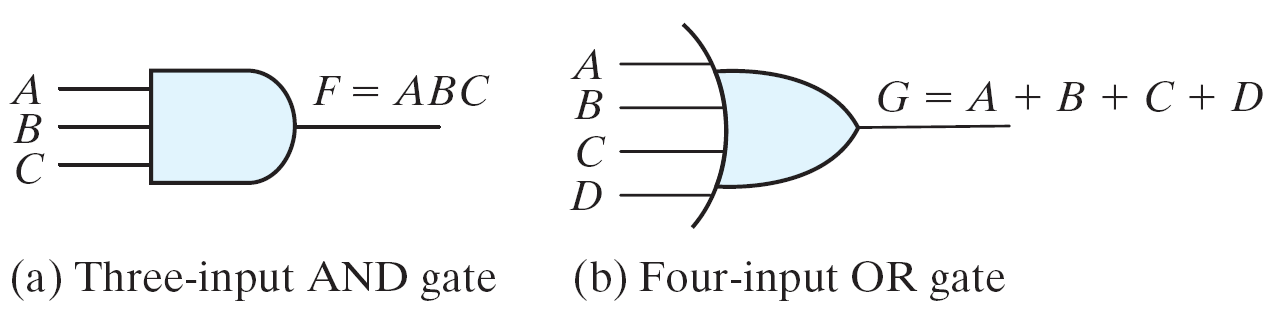 A
B
C
F = ABC
(a) Three-input AND gate
A
B
C
D
G = A + B + C + D
(b) Four-input OR gate